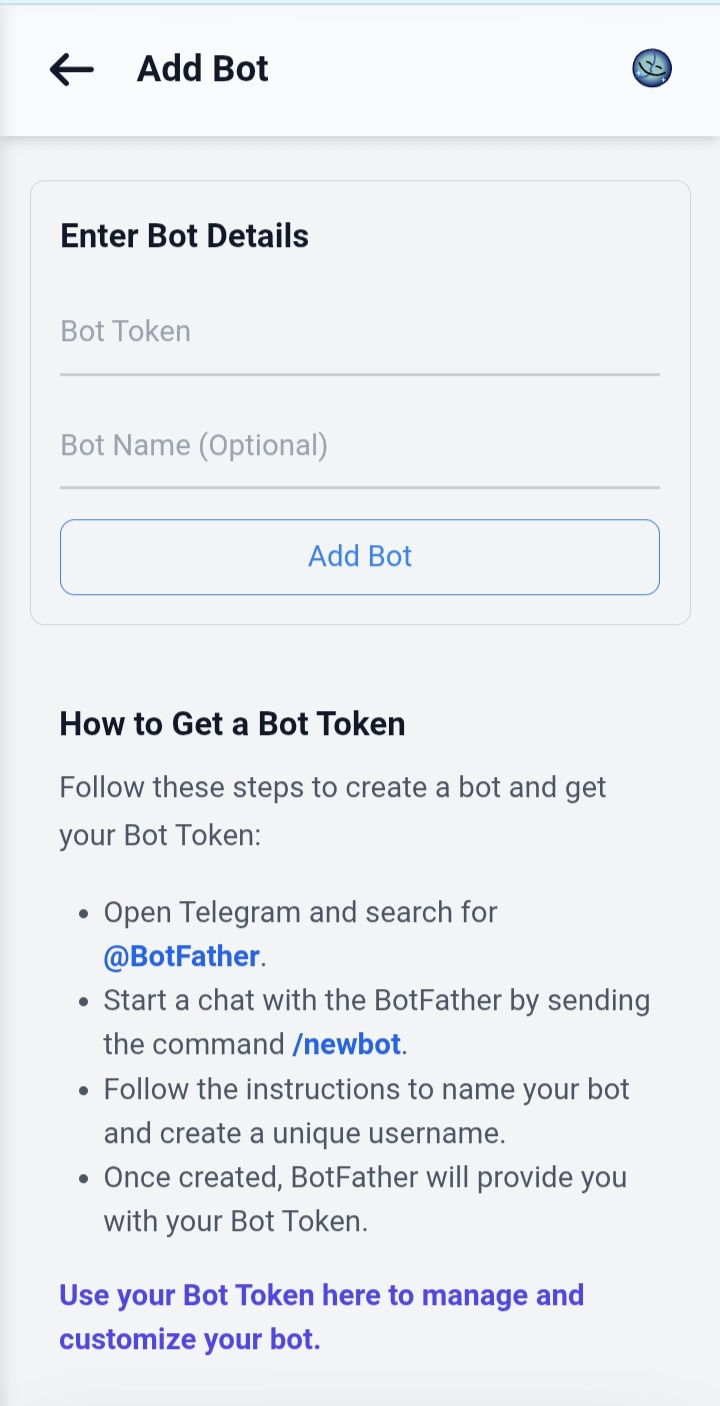 Add Bot
Enter Bot Details
Bot Token
Bot Name (Optional)
Add Bot
How to Get a Bot Token
Follow these steps to create a bot and get
your Bot Token:
• Open Telegram and search for
@BotFather.
• Start a chat with the BotFather by sending
the command /newbot.
• Follow the instructions to name your bot
and create a unique username.
• Once created, BotFather will provide you
with your Bot Token.
Use your Bot Token here to manage and
customize your bot.